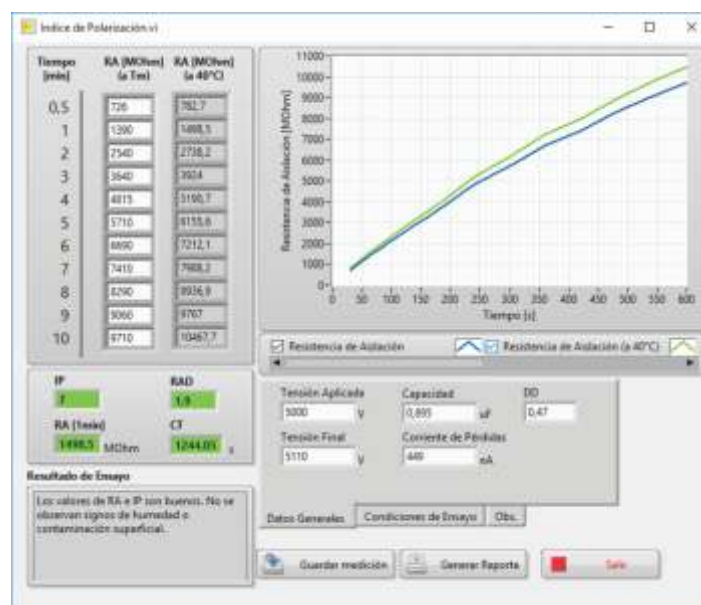 Indice de Polarización.vi
Tiempo [min] RA (MOhm) (a Tm) RA (MOhm) (a 40°C)
0,5 726 782,7
1 1390 1498,5
2 2540 2738,2
3 3640 3924
4 4815 5190,7
5 5710 6155,6
6 6690 7212,1
7 7410 7988,2
8 8290 8936,9
9 9060 9767
10 9710 10467,7
Resistencia de Aislación [MOhm]
11000
10000
9000
8000
7000
6000
5000
4000
3000
2000
1000
0
0 50 100 150 200 250 300 350 400 450 500 550 600
Tiempo [s]
Resistencia de Aislación Resistencia de Aislación (a 40°C)
IP RAD
7 1,9
RA (1min) CT
1498,5 MOhm 1244,05 s
Resultado de Ensayo
Los valores de RA e IP son buenos. No se
observan signos de humedad o
contaminación superficial.
Tensión Aplicada Capacidad DD
5000 V 0,895 uF 0,47
Tensión Final Corriente de Pérdidas
5110 V 449 nA
Datos Generales Condiciones de Ensayo Obs.
Guardar medición Generar Reporte Salir